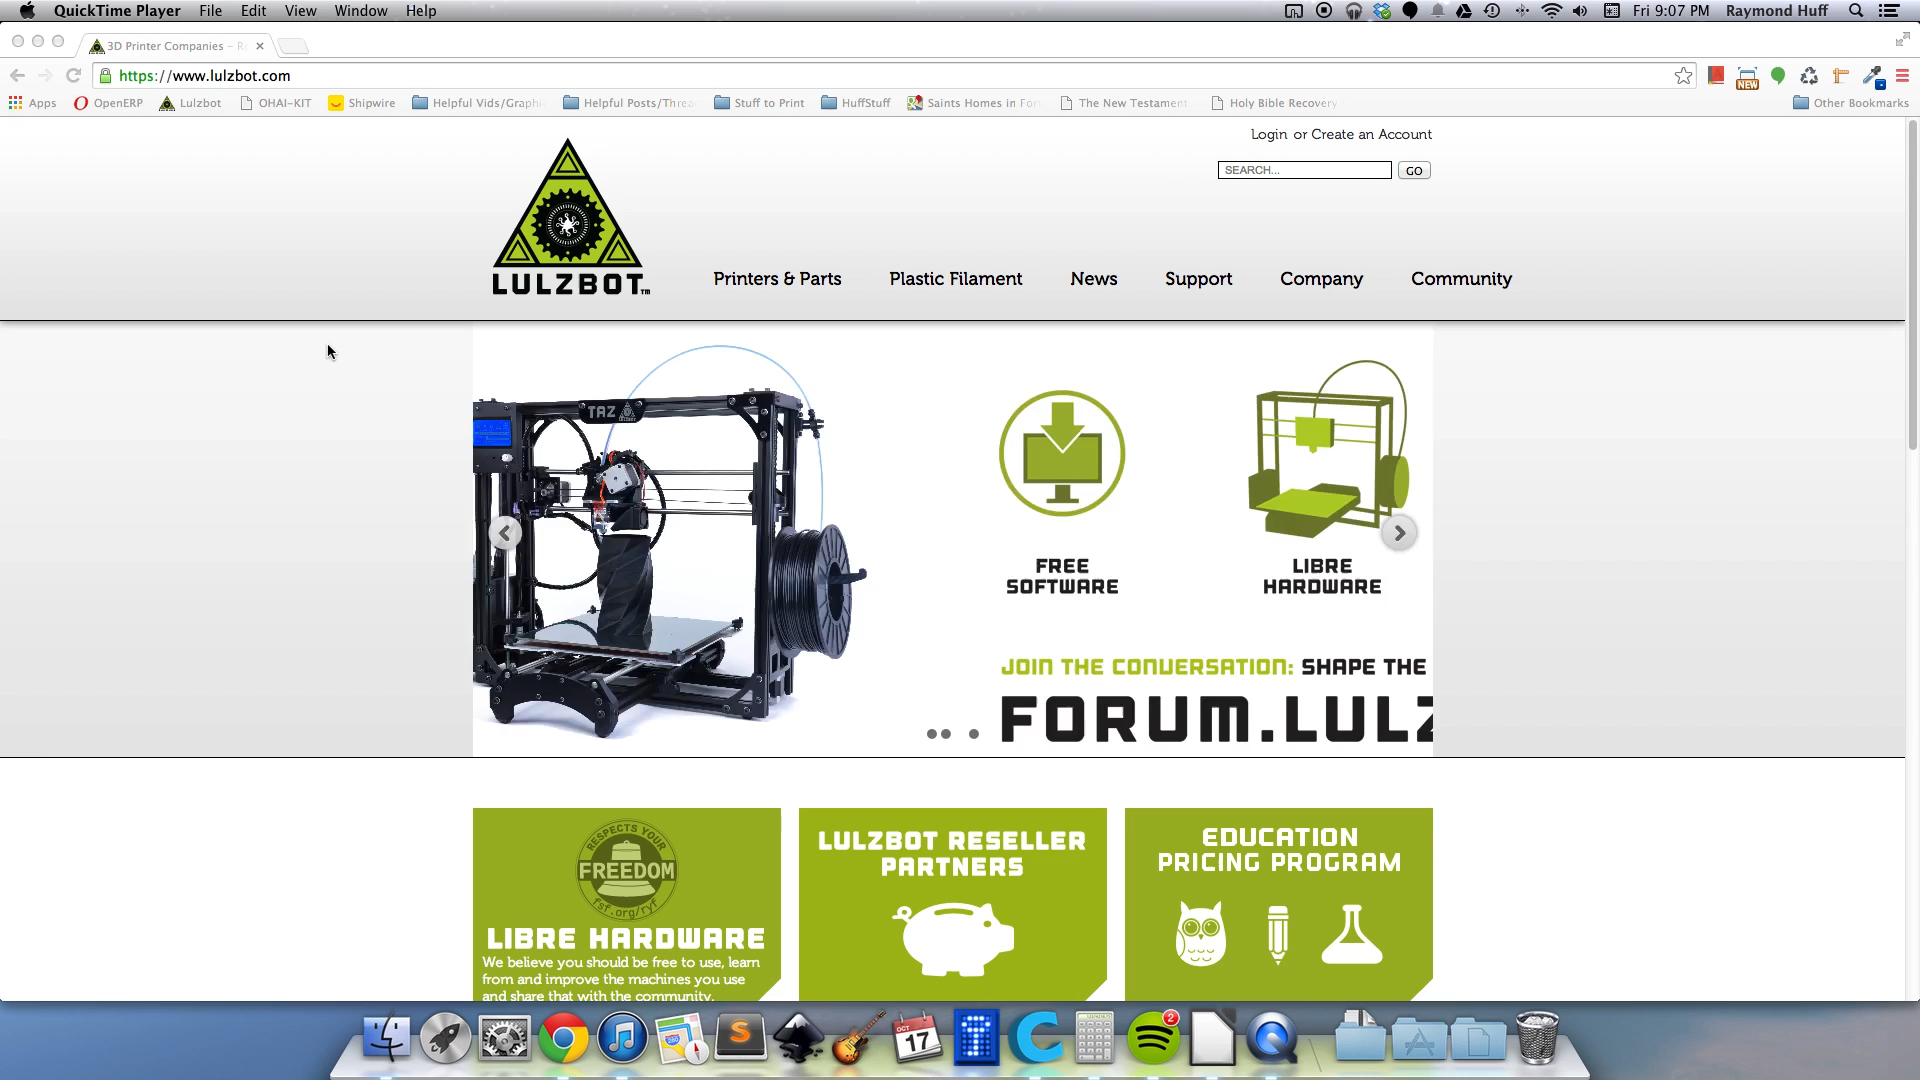 QuickTime Player File Edit View Window Help Fri 9:07 PM Raymond Huff
3D Printer Companies –
https://www.lulzbot.com
Apps OpenERP Lulzbot OHAI-KIT Shipwire Helpful Vids/Graphi Helpful Posts/Threa Stuff to Print HuffStuff Saints Homes in For The New Testament Holy Bible Recovery Other Bookmarks
NEW
Login or Create an Account
SEARCH... GO
LULZBOT™
Printers & Parts Plastic Filament News Support Company Community
TAZ
FREE SOFTWARE
LIBRE HARDWARE
JOIN THE CONVERSATION: SHAPE THE
FORUM.LULZ
RESPECTS YOUR
FREEDOM
fsf.org/ryf
LIBRE HARDWARE
We believe you should be free to use, learn
from and improve the machines you use
and share that with the community.
LULZBOT RESELLER
PARTNERS
EDUCATION
PRICING PROGRAM
OCT
17
2